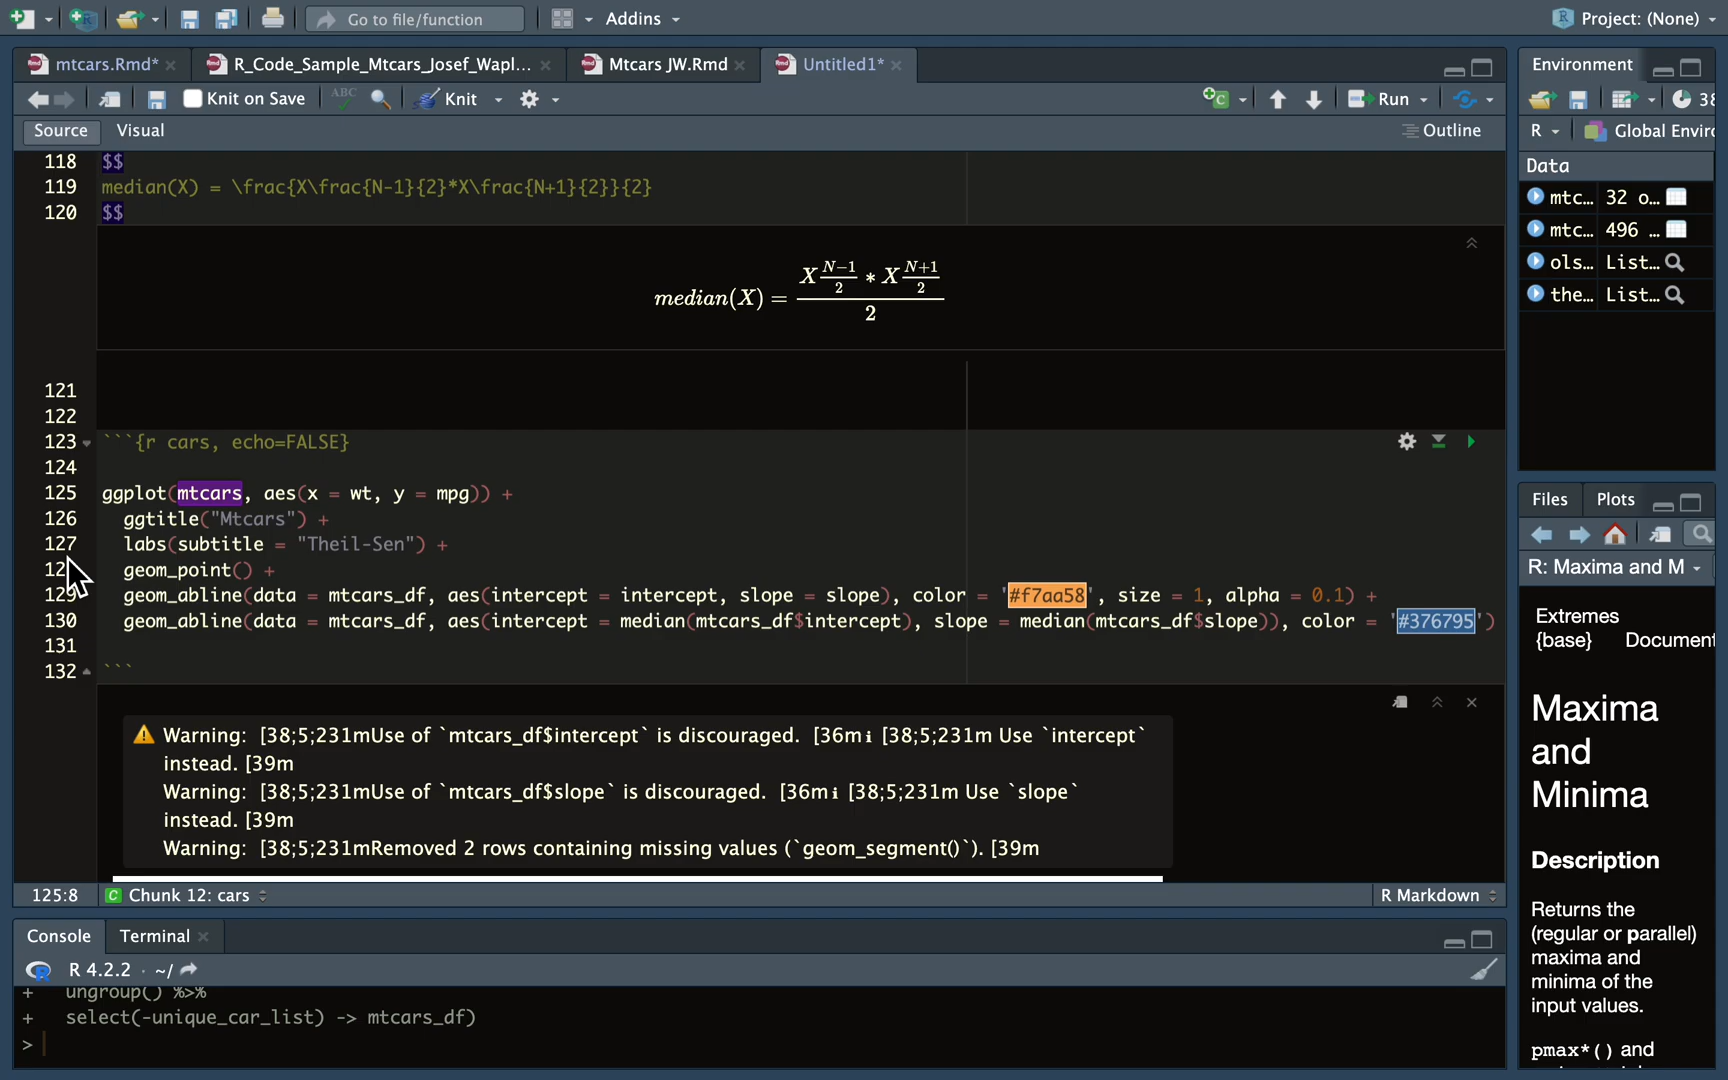 Go to file/function
Addins
Project: (None)
mtcars.Rmd*
R_Code_Sample_Mtcars_Josef_Wapl...
Mtcars JW.Rmd
Untitled1*
Environment
Knit on Save
ABC
Knit
Run
38
Source
Visual
Outline
R
Global Enviro
Data
mtc... 32 o...
mtc... 496 ...
ols... List...
the... List...
118 $$
119 median(X) = \frac{X\frac{N-1}{2}*X\frac{N+1}{2}}{2}
120 $$
median(X) = X N-1 2 * X N+1 2 2
121
122
123 ```{r cars, echo=FALSE}
124
125 ggplot(mtcars, aes(x = wt, y = mpg)) +
126 ggtitle("Mtcars") +
127 labs(subtitle = "Theil-Sen") +
12 geom_point() +
129 geom_abline(data = mtcars_df, aes(intercept = intercept, slope = slope), color = '#f7aa58', size = 1, alpha = 0.1) +
130 geom_abline(data = mtcars_df, aes(intercept = median(mtcars_df$intercept), slope = median(mtcars_df$slope)), color = '#376795')
131
132 ```
Warning: [38;5;231mUse of `mtcars_df$intercept` is discouraged. [36mℹ [38;5;231m Use `intercept`
instead. [39m
Warning: [38;5;231mUse of `mtcars_df$slope` is discouraged. [36mℹ [38;5;231m Use `slope`
instead. [39m
Warning: [38;5;231mRemoved 2 rows containing missing values (`geom_segment()`). [39m
125:8
C Chunk 12: cars
R Markdown
Console
Terminal
R 4.2.2 · ~/
+ ungroup() %>%
+ select(-unique_car_list) -> mtcars_df)
>
Files
Plots
R: Maxima and M
Extremes
{base} Document
Maxima
and
Minima
Description
Returns the
(regular or parallel)
maxima and
minima of the
input values.
pmax*() and